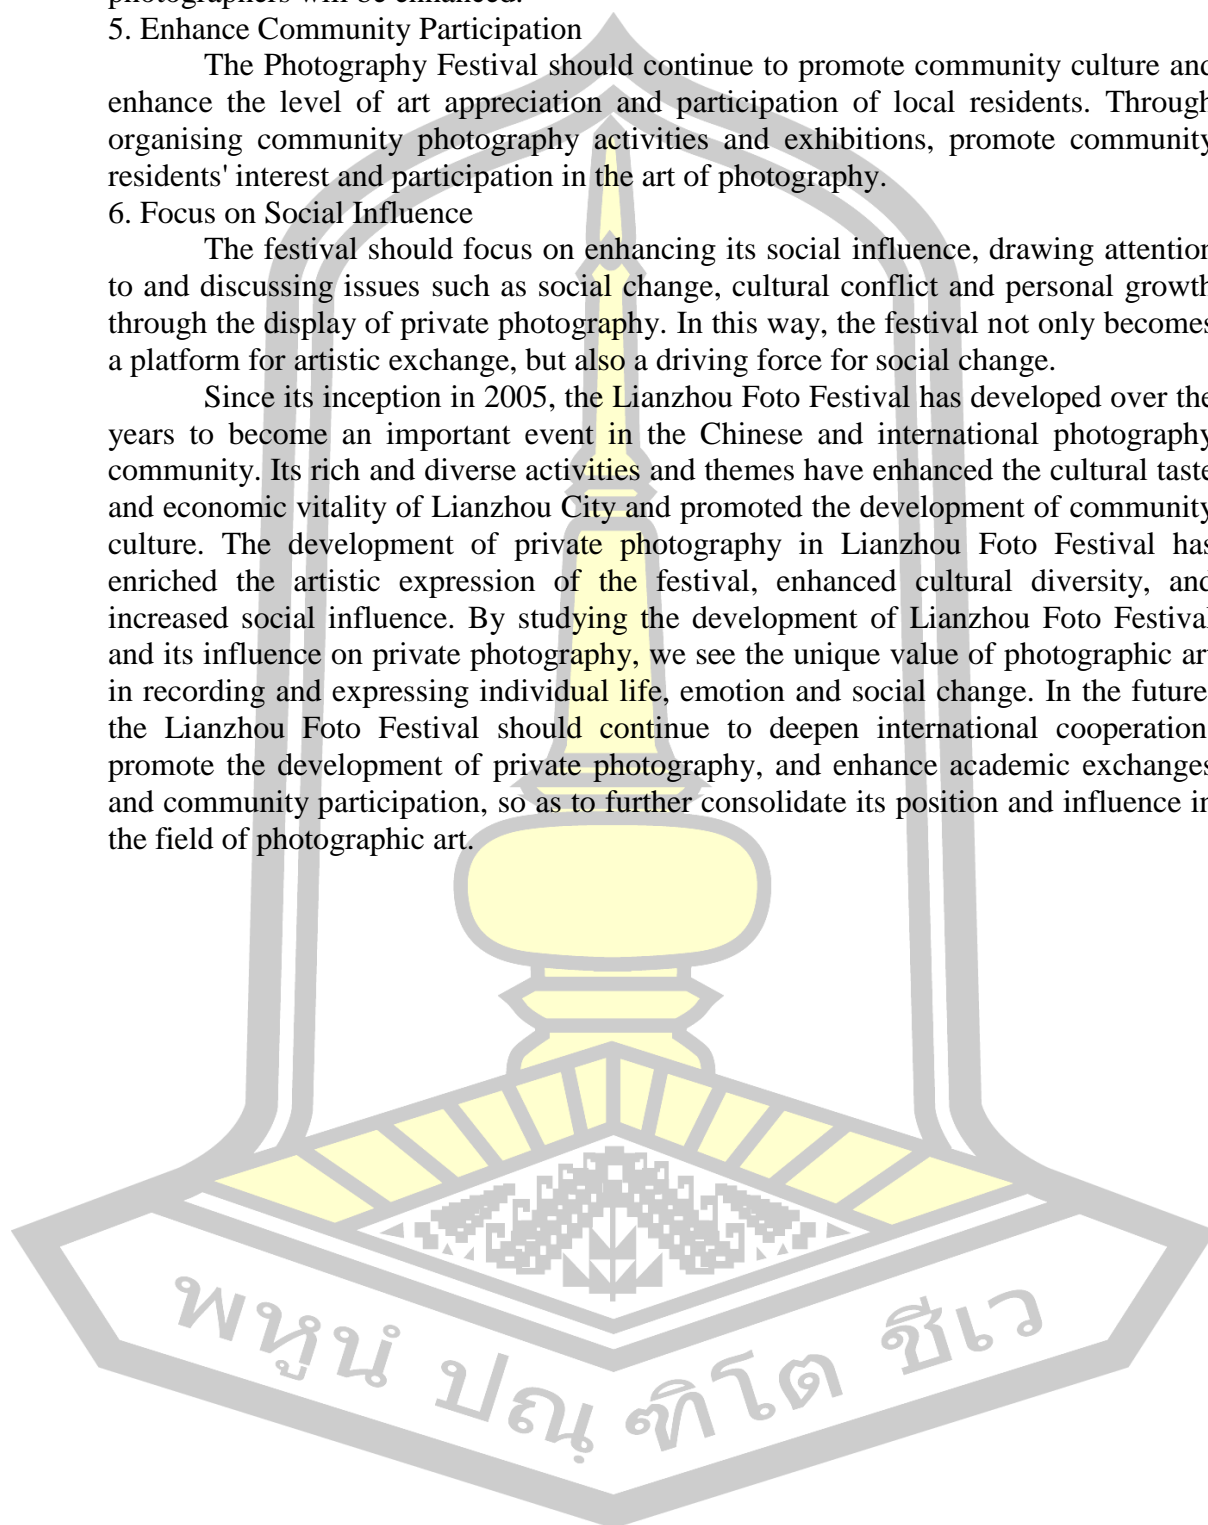 photographers will be enhanced.
5. Enhance Community Participation
The Photography Festival should continue to promote community culture and
enhance the level of art appreciation and participation of local residents. Through
organising community photography activities and exhibitions, promote community
residents' interest and participation in the art of photography.
6. Focus on Social Influence
The festival should focus on enhancing its social influence, drawing attention
to and discussing issues such as social change, cultural conflict and personal growth
through the display of private photography. In this way, the festival not only becomes
a platform for artistic exchange, but also a driving force for social change.
Since its inception in 2005, the Lianzhou Foto Festival has developed over the
years to become an important event in the Chinese and international photography
community. Its rich and diverse activities and themes have enhanced the cultural taste
and economic vitality of Lianzhou City and promoted the development of community
culture. The development of private photography in Lianzhou Foto Festival has
enriched the artistic expression of the festival, enhanced cultural diversity, and
increased social influence. By studying the development of Lianzhou Foto Festival
and its influence on private photography, we see the unique value of photographic art
in recording and expressing individual life, emotion and social change. In the future,
the Lianzhou Foto Festival should continue to deepen international cooperation,
promote the development of private photography, and enhance academic exchanges
and community participation, so as to further consolidate its position and influence in
the field of photographic art.
พหูนํ ปณฺ ฑิโต ชีเว